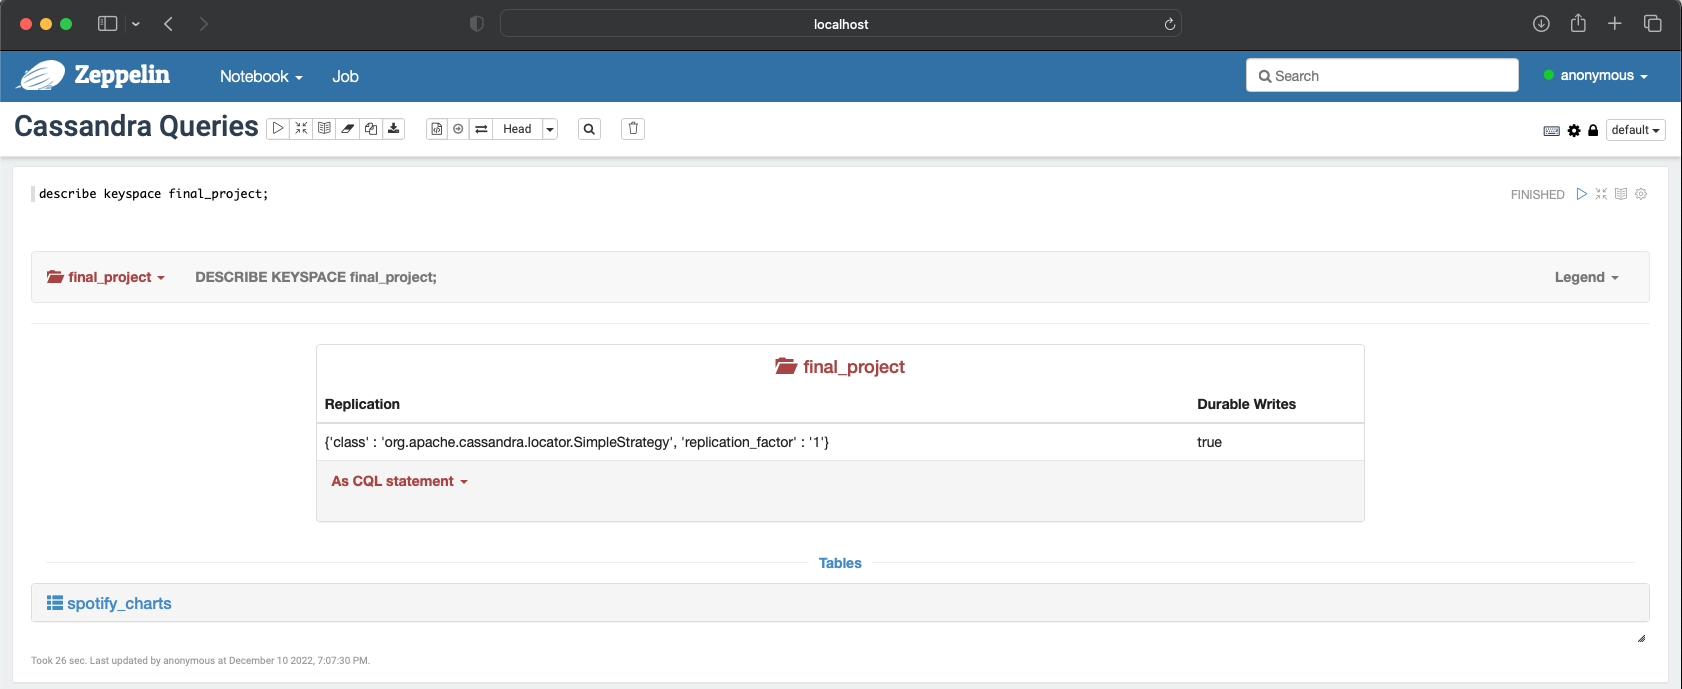 localhost
Zeppelin
Notebook
Job
Search
anonymous
Cassandra Queries
Head
default
describe keyspace final_project;
FINISHED
final_project
DESCRIBE KEYSPACE final_project;
Legend
final_project
Replication
Durable Writes
{'class' : 'org.apache.cassandra.locator.SimpleStrategy', 'replication_factor' : '1'}
true
As CQL statement
Tables
spotify_charts
Took 26 sec. Last updated by anonymous at December 10 2022, 7:07:30 PM.